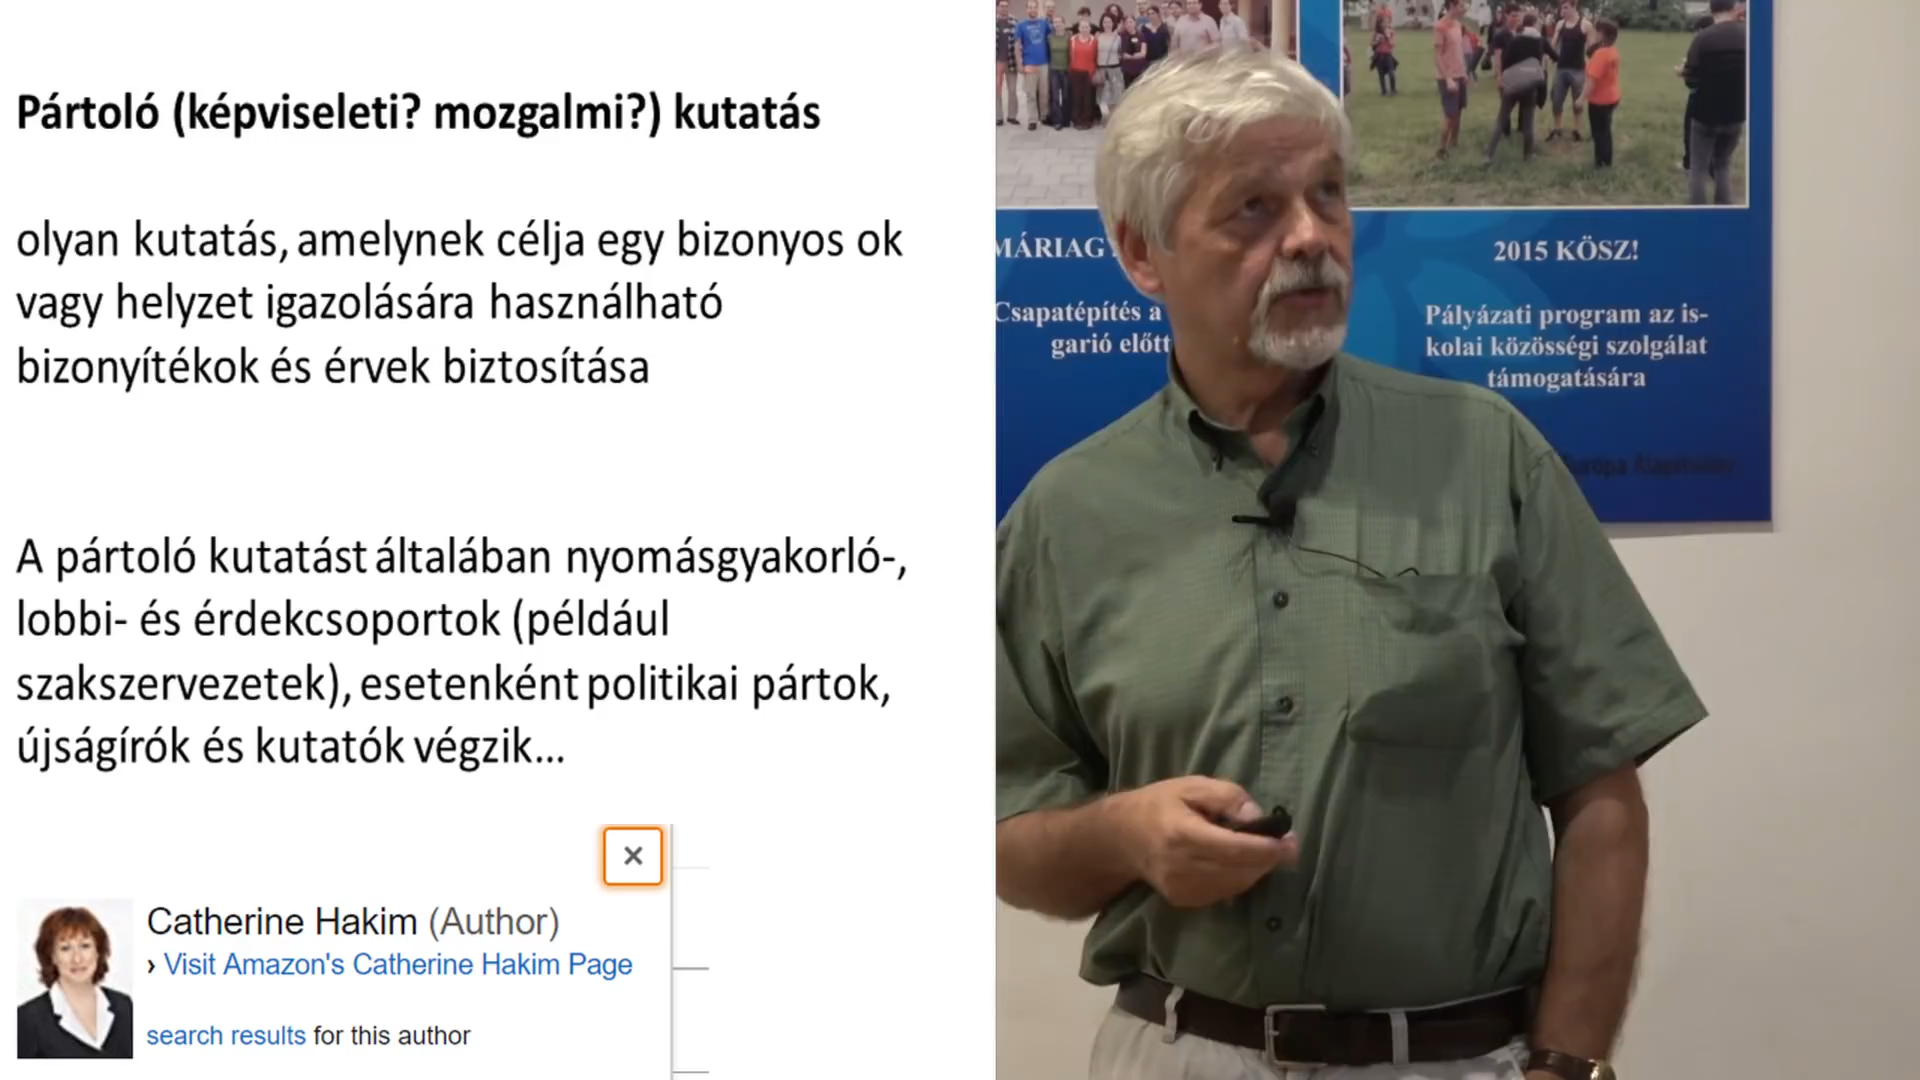 Pártoló (képviseleti? mozgalmi?) kutatás
olyan kutatás, amelynek célja egy bizonyos ok
vagy helyzet igazolására használható
bizonyítékok és érvek biztosítása
A pártoló kutatást általában nyomásgyakorló-,
lobbi- és érdekcsoportok (például
szakszervezetek), esetenként politikai pártok,
újságírók és kutatók végzik...
Catherine Hakim (Author)
› Visit Amazon's Catherine Hakim Page
search results for this author
MÁRIAG
Csapatépítés a
garió előtt
2015 KÖSZ!
Pályázati program az is-
kolai közösségi szolgálat
támogatására
Európa Alapítvány